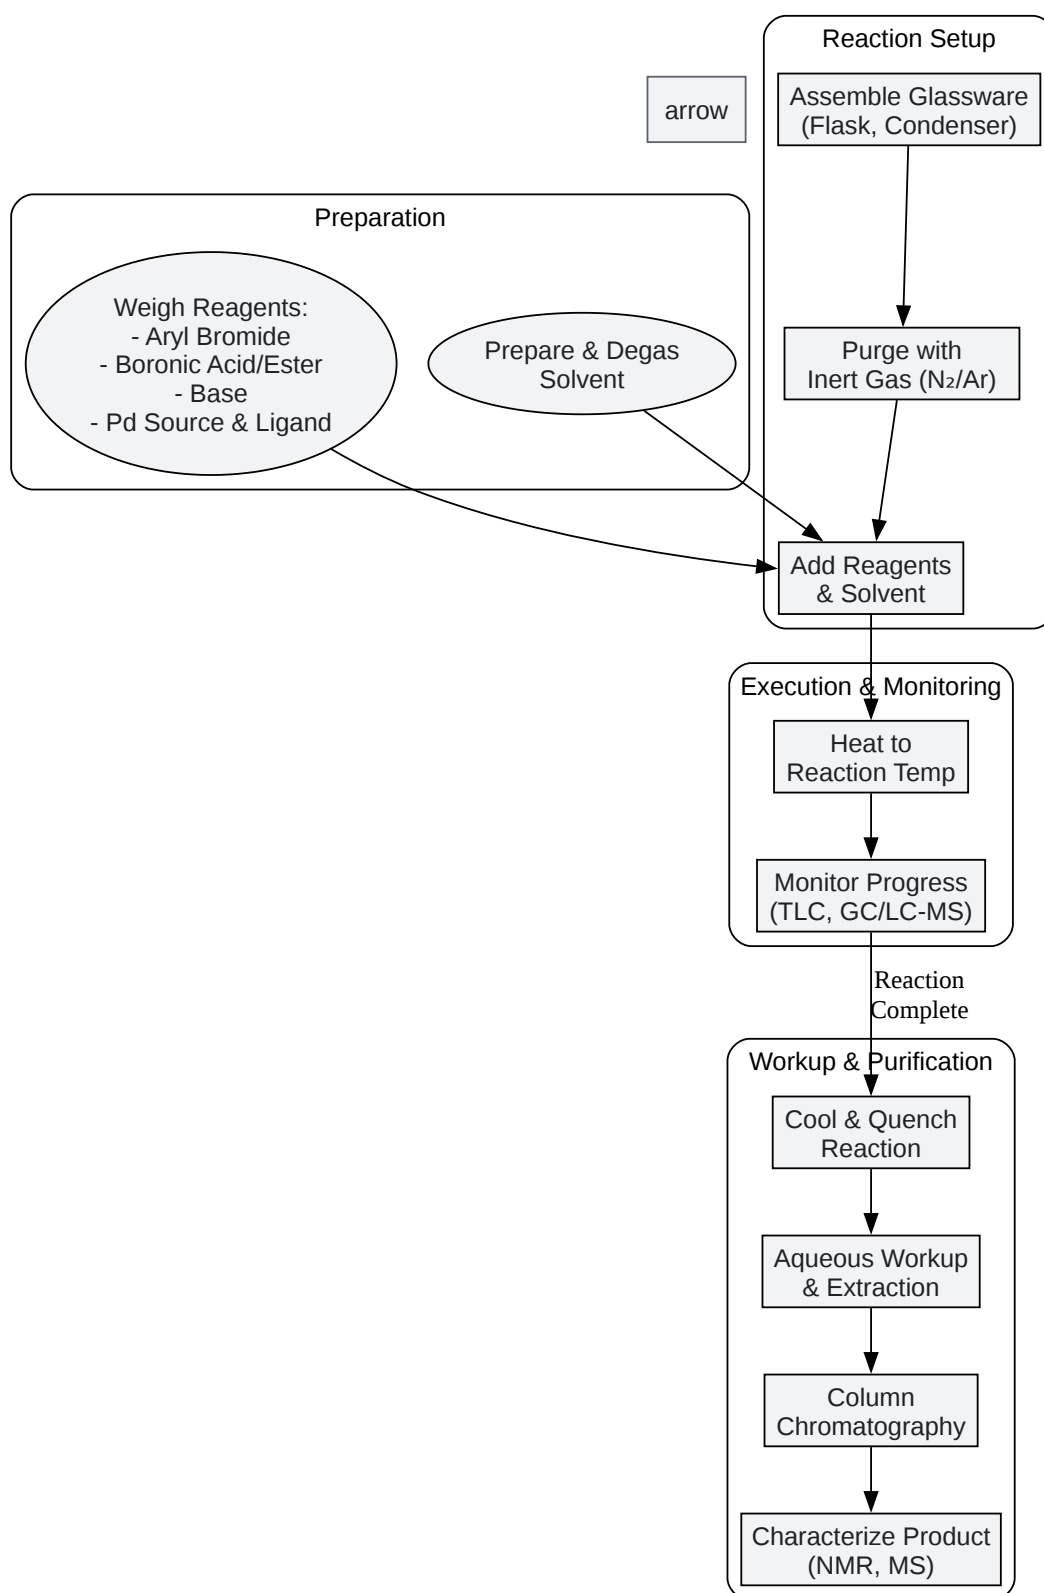 Reaction Setup
arrow
Assemble Glassware
(Flask, Condenser)
Preparation
Weigh Reagents:
- Aryl Bromide
- Boronic Acid/Ester
- Base
- Pd Source & Ligand
Prepare & Degas
Solvent
Purge with
Inert Gas (N₂/Ar)
Add Reagents
& Solvent
Execution & Monitoring
Heat to
Reaction Temp
Monitor Progress
(TLC, GC/LC-MS)
Reaction
Complete
Workup & Purification
Cool & Quench
Reaction
Aqueous Workup
& Extraction
Column
Chromatography
Characterize Product
(NMR, MS)